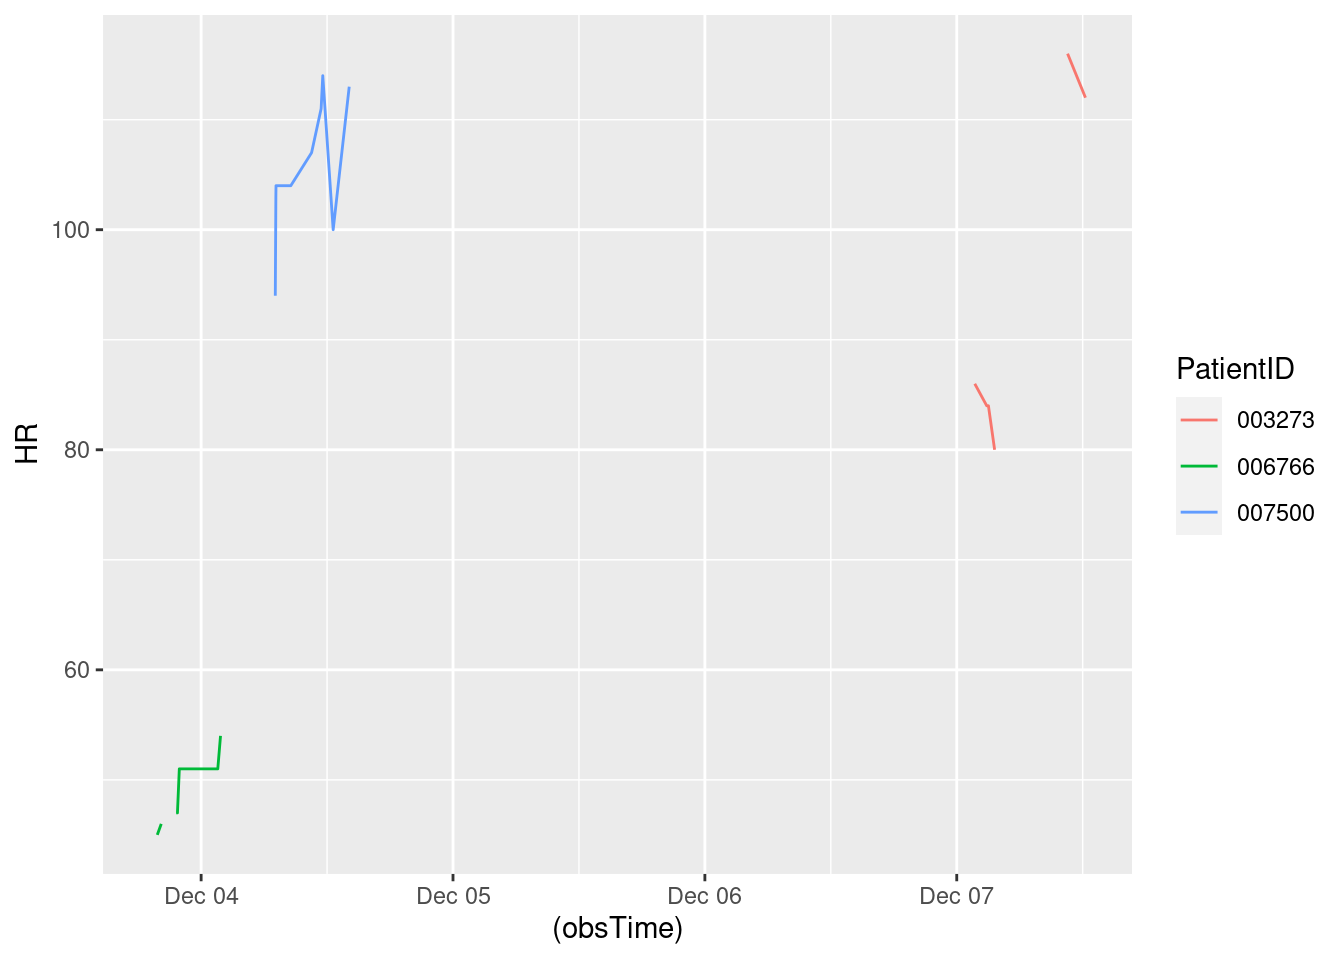 HR
100
80
60
Dec 04
Dec 05
Dec 06
Dec 07
(obsTime)
PatientID
003273
006766
007500